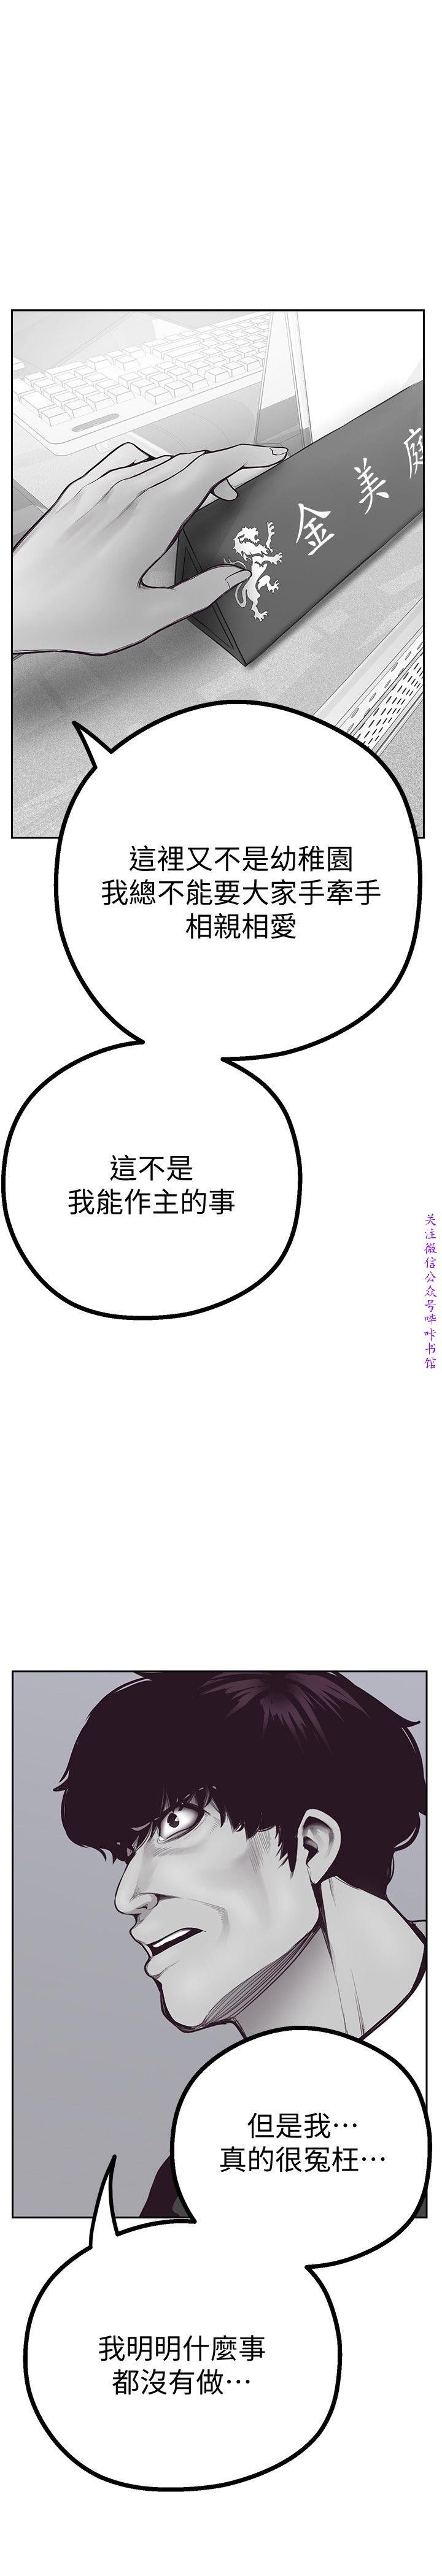 金美庭
這裡又不是幼稚園
我總不能要大家手牽手
相親相愛
這不是
我能作主的事
关注微信公众号哔咔书馆
但是我⋯
真的很冤枉⋯
我明明什麼事
都沒有做⋯